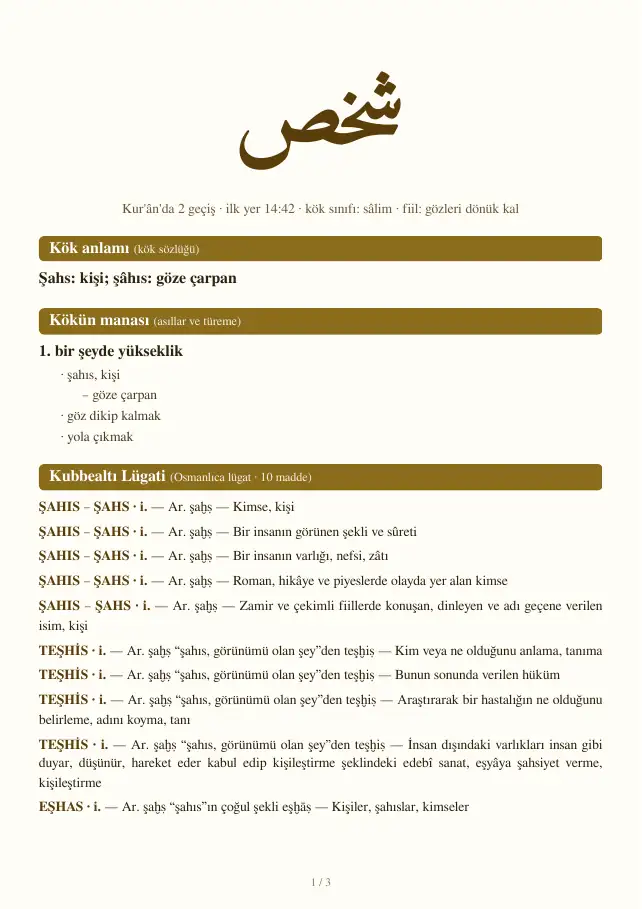 شخص
Kur'ân'da 2 geçiş · ilk yer 14:42 · kök sınıfı: sâlim · fiil: gözleri dönük kal
Kök anlamı (kök sözlüğü)
Şahs: kişi; şâhıs: göze çarpan
Kökün manası (asıllar ve türeme)
1. bir şeyde yükseklik
· şahıs, kişi
– göze çarpan
· göz dikip kalmak
· yola çıkmak
Kubbealtı Lügati (Osmanlıca lügat · 10 madde)
ŞAHIS – ŞAHS · i. — Ar. şaḫṣ — Kimse, kişi
ŞAHIS – ŞAHS · i. — Ar. şaḫṣ — Bir insanın görünen şekli ve sûreti
ŞAHIS – ŞAHS · i. — Ar. şaḫṣ — Bir insanın varlığı, nefsi, zâtı
ŞAHIS – ŞAHS · i. — Ar. şaḫṣ — Roman, hikâye ve piyeslerde olayda yer alan kimse
ŞAHIS – ŞAHS · i. — Ar. şaḫṣ — Zamir ve çekimli fiillerde konuşan, dinleyen ve adı geçene verilen
isim, kişi
TEŞHİS · i. — Ar. şaḫṣ “şahıs, görünümü olan şey”den teşḫiṣ — Kim veya ne olduğunu anlama, tanıma
TEŞHİS · i. — Ar. şaḫṣ “şahıs, görünümü olan şey”den teşḫiṣ — Bunun sonunda verilen hüküm
TEŞHİS · i. — Ar. şaḫṣ “şahıs, görünümü olan şey”den teşḫiṣ — Araştırarak bir hastalığın ne olduğunu
belirleme, adını koyma, tanı
TEŞHİS · i. — Ar. şaḫṣ “şahıs, görünümü olan şey”den teşḫiṣ — İnsan dışındaki varlıkları insan gibi
duyar, düşünür, hareket eder kabul edip kişileştirme şeklindeki edebî sanat, eşyâya şahsiyet verme,
kişileştirme
EŞHAS · i. — Ar. şaḫṣ “şahıs”ın çoğul şekli eşḫāṣ — Kişiler, şahıslar, kimseler
1 / 3